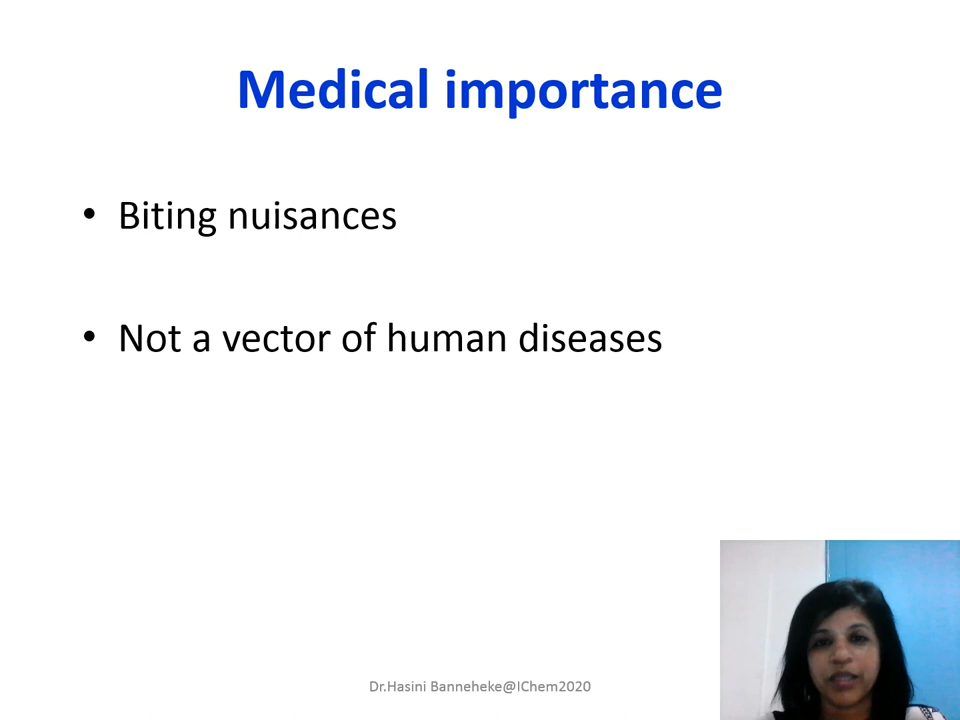 Medical importance
• Biting nuisances
• Not a vector of human diseases
Dr.Hasini Banneheke@IChem2020